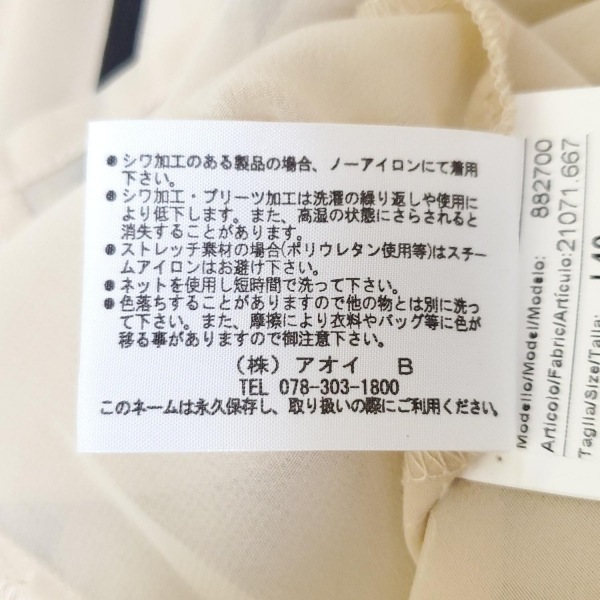 ●シワ加工のある製品の場合、ノーアイロンにて着用
下さい。
●シワ加工・プリーツ加工は洗濯の繰り返しや使用に
より低下します。また、高湿の状態にさらされると
消失することがあります。
●ストレッチ素材の場合(ポリウレタン使用等)はスチー
ムアイロンはお避け下さい。
●ネットを使用し短時間で洗って下さい。
●色落ちすることがありますので他の物とは別に洗っ
て下さい。また、摩擦により衣料やバッグ等に色が
移る事がありますので御注意下さい。
(株)アオイ B
TEL 078-303-1800
このネームは永久保存し、取り扱いの際にご利用ください。
Modello/Model/Modelo: 882700
Articolo/Fabric/Articulo: 21071.667
Taglia/Size/Talla: